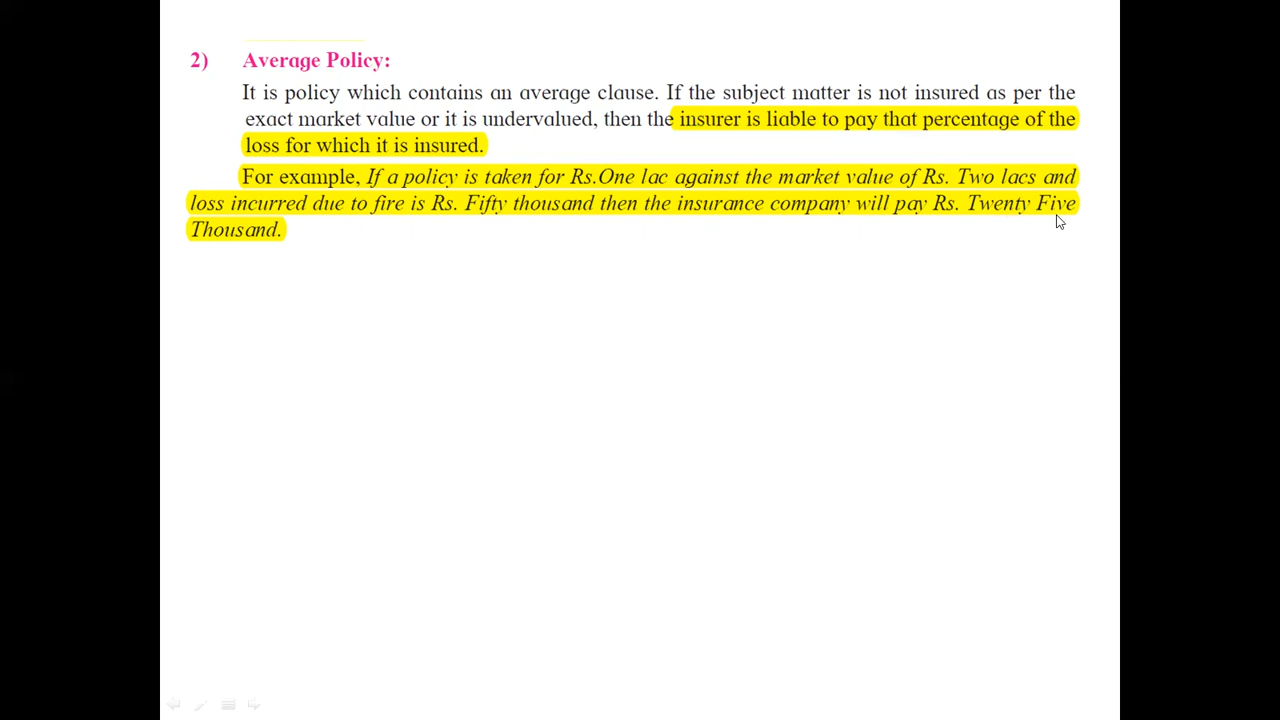 2) Average Policy:
It is policy which contains an average clause. If the subject matter is not insured as per the
exact market value or it is undervalued, then the insurer is liable to pay that percentage of the
loss for which it is insured.
For example, If a policy is taken for Rs.One lac against the market value of Rs. Two lacs and
loss incurred due to fire is Rs. Fifty thousand then the insurance company will pay Rs. Twenty Five
Thousand.